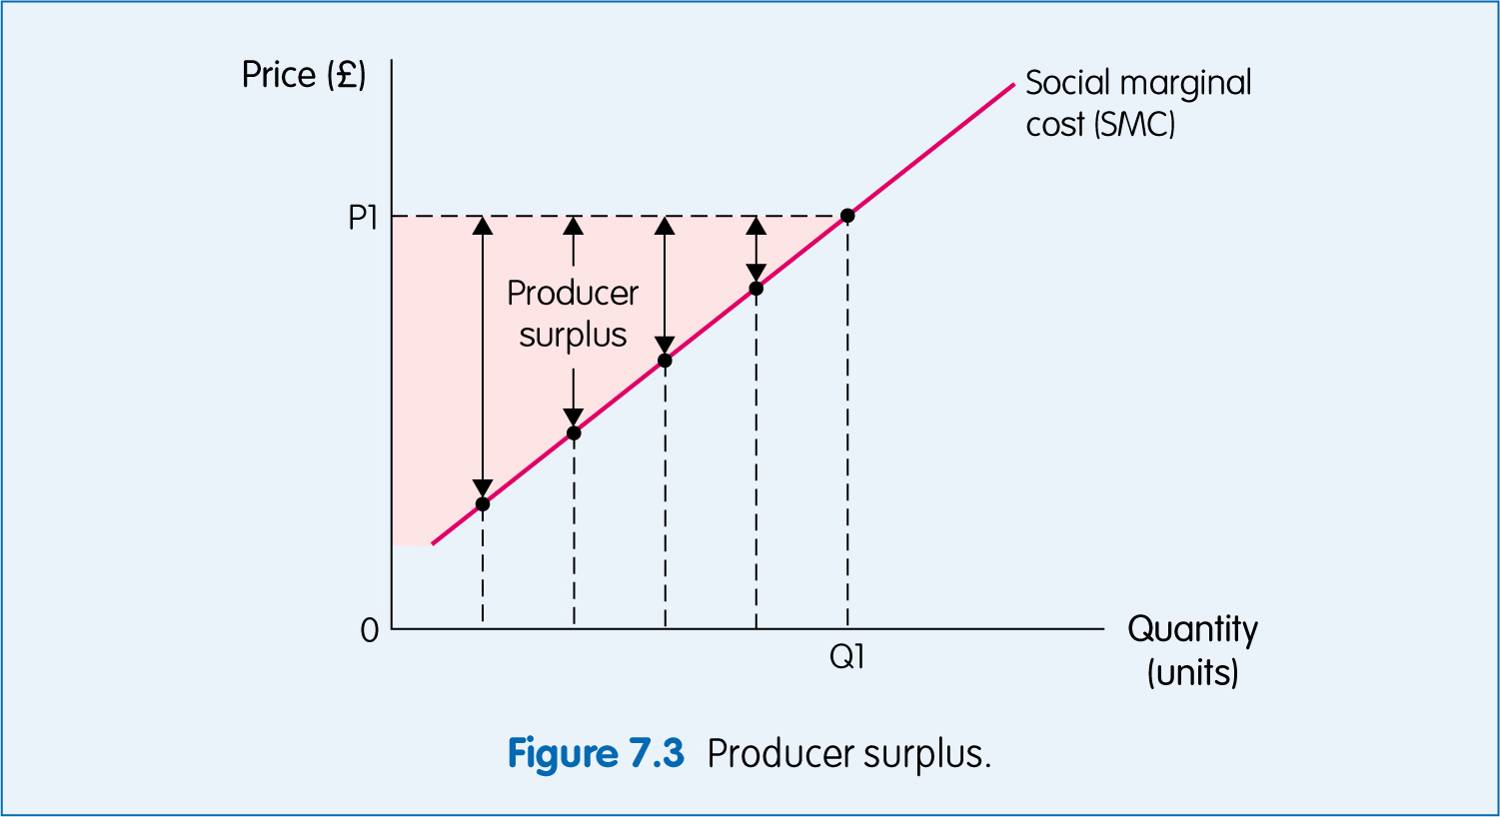 Price (£)
Social marginal
cost (SMC)
P1
Producer
surplus
0
Q1
Quantity
(units)
Figure 7.3 Producer surplus.